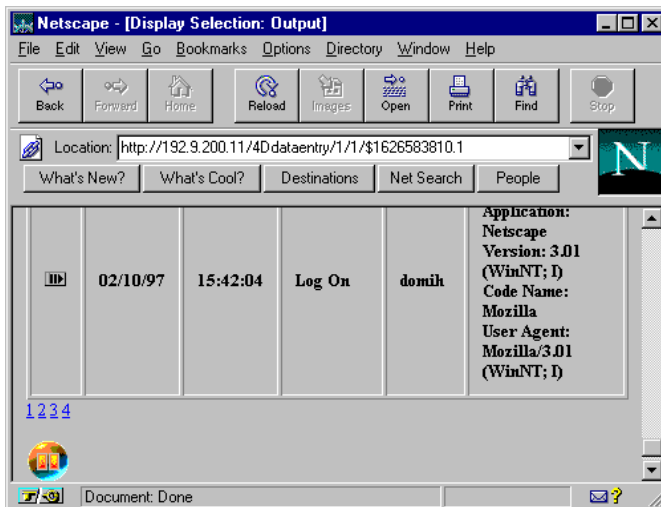 Netscape - [Display Selection: Output]
File Edit View Go Bookmarks Options Directory Window Help
Back Forward Home Reload Images Open Print Find Stop
Location: http://192.9.200.11/4Ddataentry/1/1/$1626583810.1
N
What's New? What's Cool? Destinations Net Search People
Application:
Netscape
Version: 3.01
02/10/97 15:42:04 Log On domih (WinNT; I)
Code Name:
Mozilla
User Agent:
Mozilla/3.01
(WinNT; I)
1 2 3 4
Document: Done